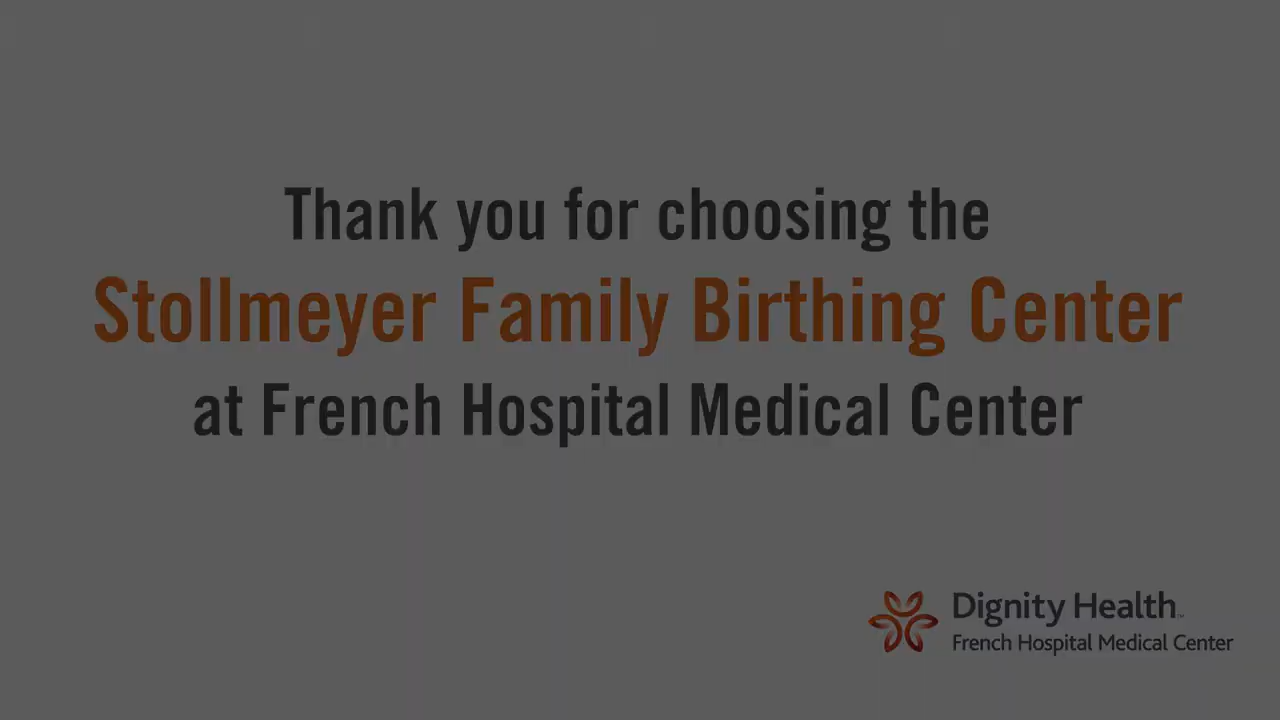 Thank you for choosing the
Stollmeyer Family Birthing Center
at French Hospital Medical Center
Dignity Health™
French Hospital Medical Center